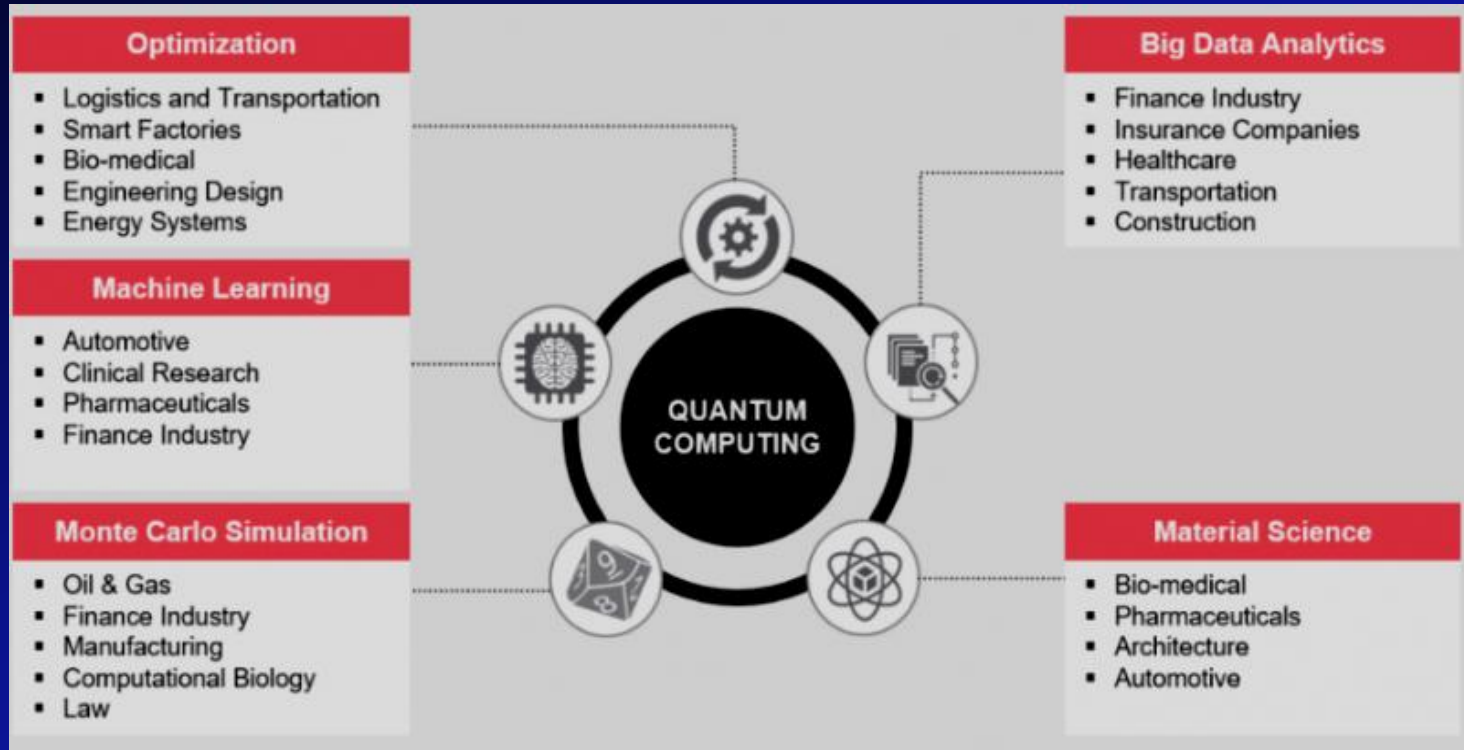 Optimization
▪ Logistics and Transportation
▪ Smart Factories
▪ Bio-medical
▪ Engineering Design
▪ Energy Systems
Machine Learning
▪ Automotive
▪ Clinical Research
▪ Pharmaceuticals
▪ Finance Industry
Monte Carlo Simulation
▪ Oil & Gas
▪ Finance Industry
▪ Manufacturing
▪ Computational Biology
▪ Law
QUANTUM
COMPUTING
Big Data Analytics
▪ Finance Industry
▪ Insurance Companies
▪ Healthcare
▪ Transportation
▪ Construction
Material Science
▪ Bio-medical
▪ Pharmaceuticals
▪ Architecture
▪ Automotive